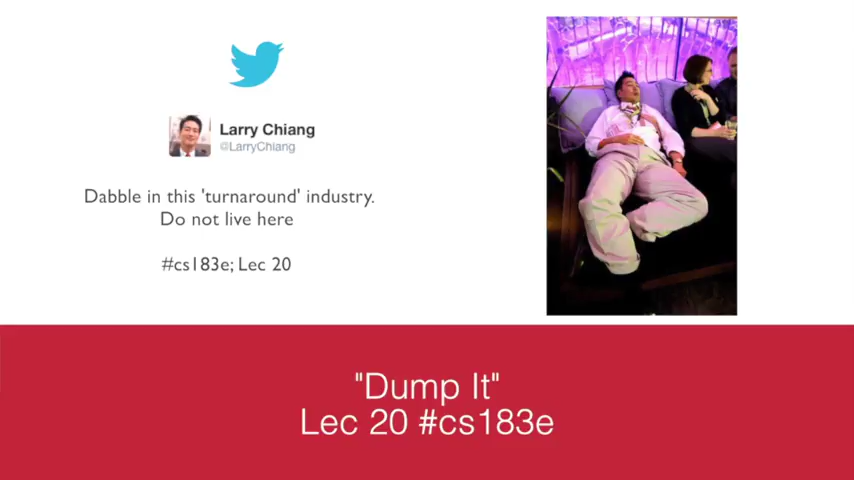 Larry Chiang
@LarryChiang
Dabble in this 'turnaround' industry.
Do not live here
#cs183e; Lec 20
"Dump It"
Lec 20 #cs183e